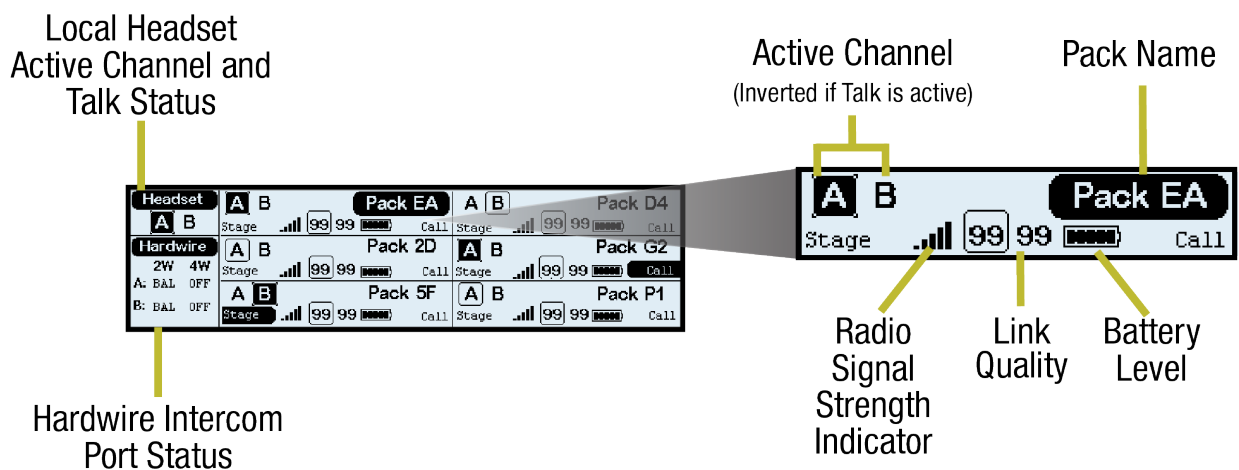 Local Headset
Active Channel and
Talk Status
Active Channel
(Inverted if Talk is active)
Pack Name
Headset
A B
Hardwire
2W 4W
A: BAL OFF
B: BAL OFF
A B Pack EA
Stage 99 99 Call
A B Pack D4
Stage 99 99 Call
A B Pack 2D
Stage 99 99 Call
A B Pack G2
Stage 99 99 Call
A B Pack 5F
Stage 99 99 Call
A B Pack P1
Stage 99 99 Call
A B Pack EA
Stage 99 99 Call
Radio
Signal
Strength
Indicator
Link
Quality
Battery
Level
Hardwire Intercom
Port Status